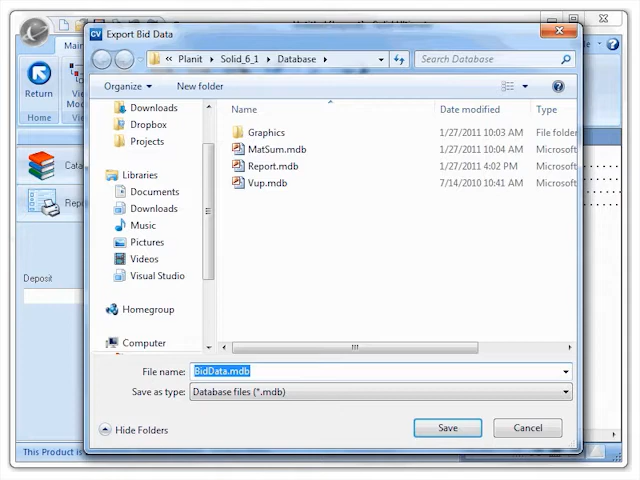 Export Bid Data
Planit
Solid_6_1
Database
Search Database
Organize
New folder
Name
Date modified
Type
Downloads
Dropbox
Projects
Libraries
Documents
Downloads
Music
Pictures
Videos
Visual Studio
Homegroup
Computer
Graphics 1/27/2011 10:03 AM File folder
MatSum.mdb 1/27/2011 10:04 AM Microsoft
Report.mdb 1/27/2011 4:02 PM Microsoft
Vup.mdb 7/14/2010 10:41 AM Microsoft
File name: BidData.mdb
Save as type: Database files (*.mdb)
Hide Folders
Save
Cancel
Main
Return
Home
Cata
Repo
Deposit
This Product is